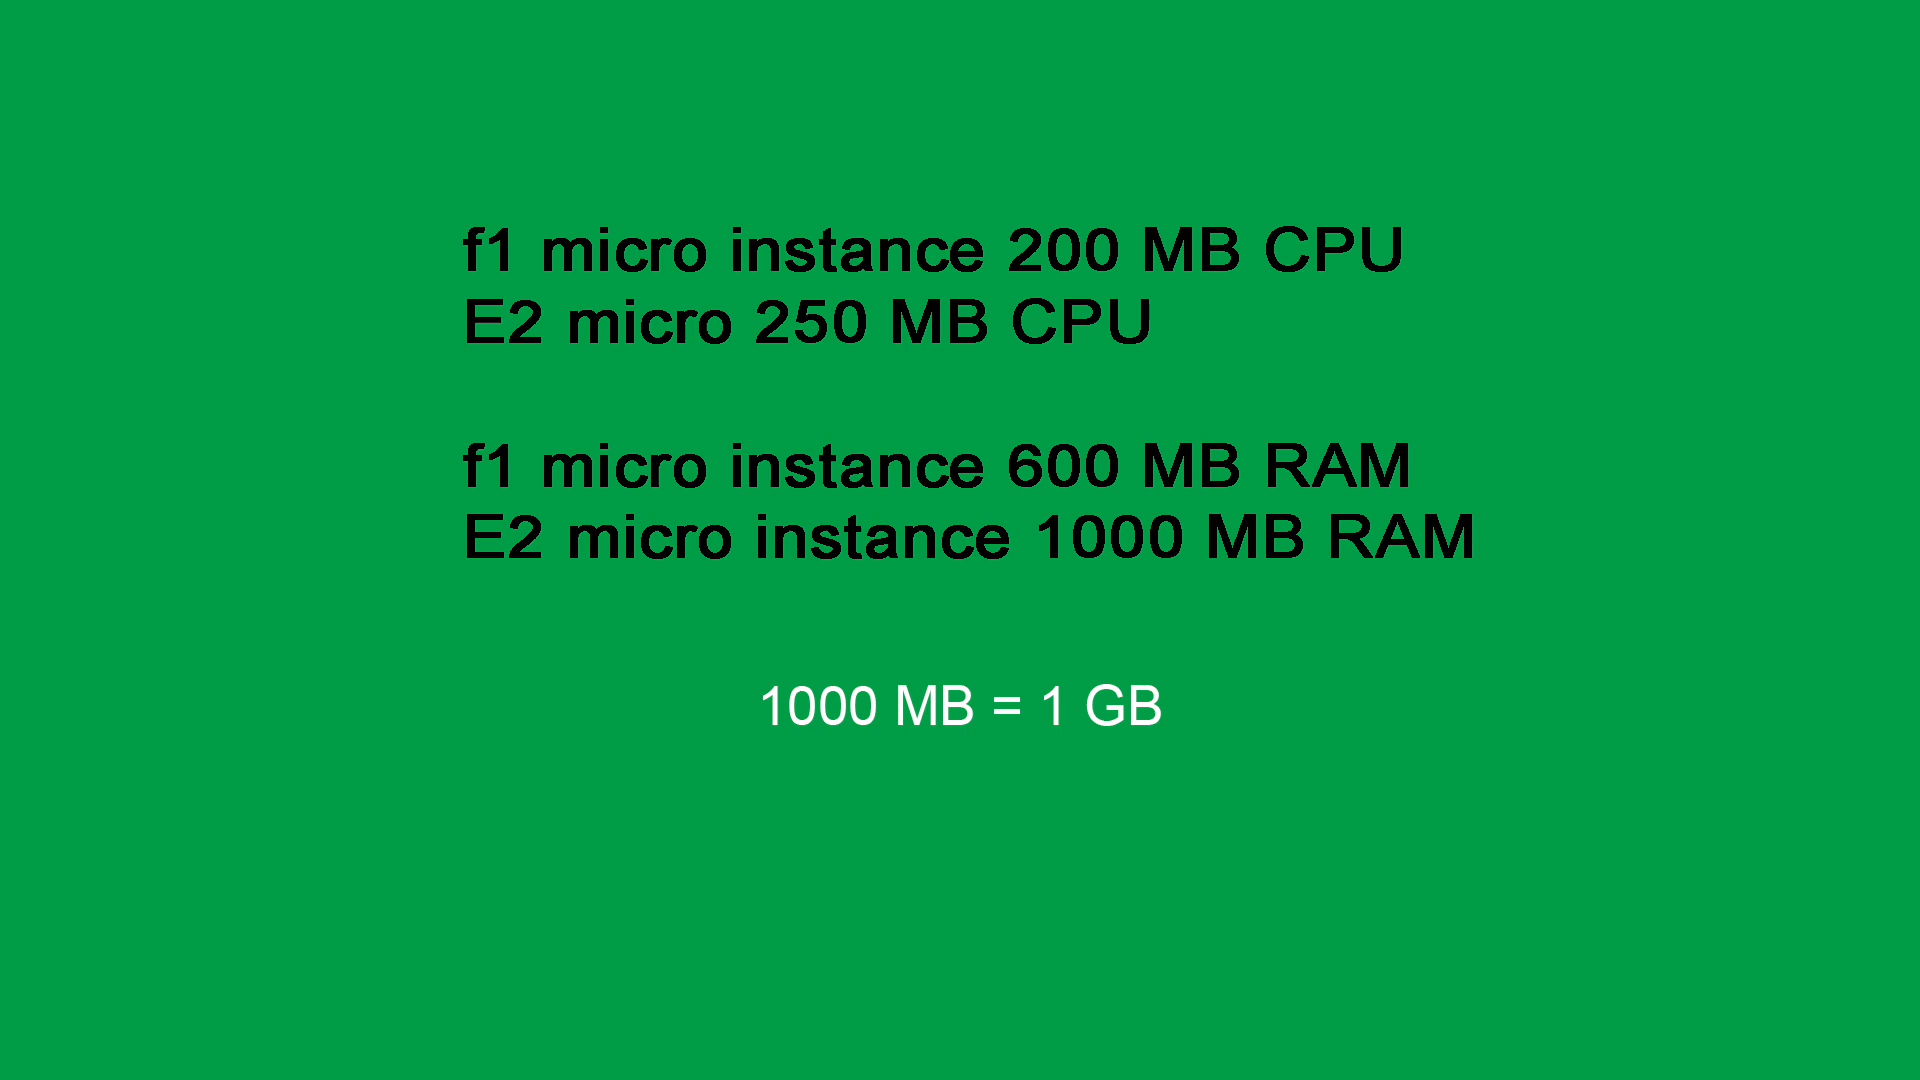 f1 micro instance 200 MB CPU
E2 micro 250 MB CPU
f1 micro instance 600 MB RAM
E2 micro instance 1000 MB RAM
1000 MB = 1 GB